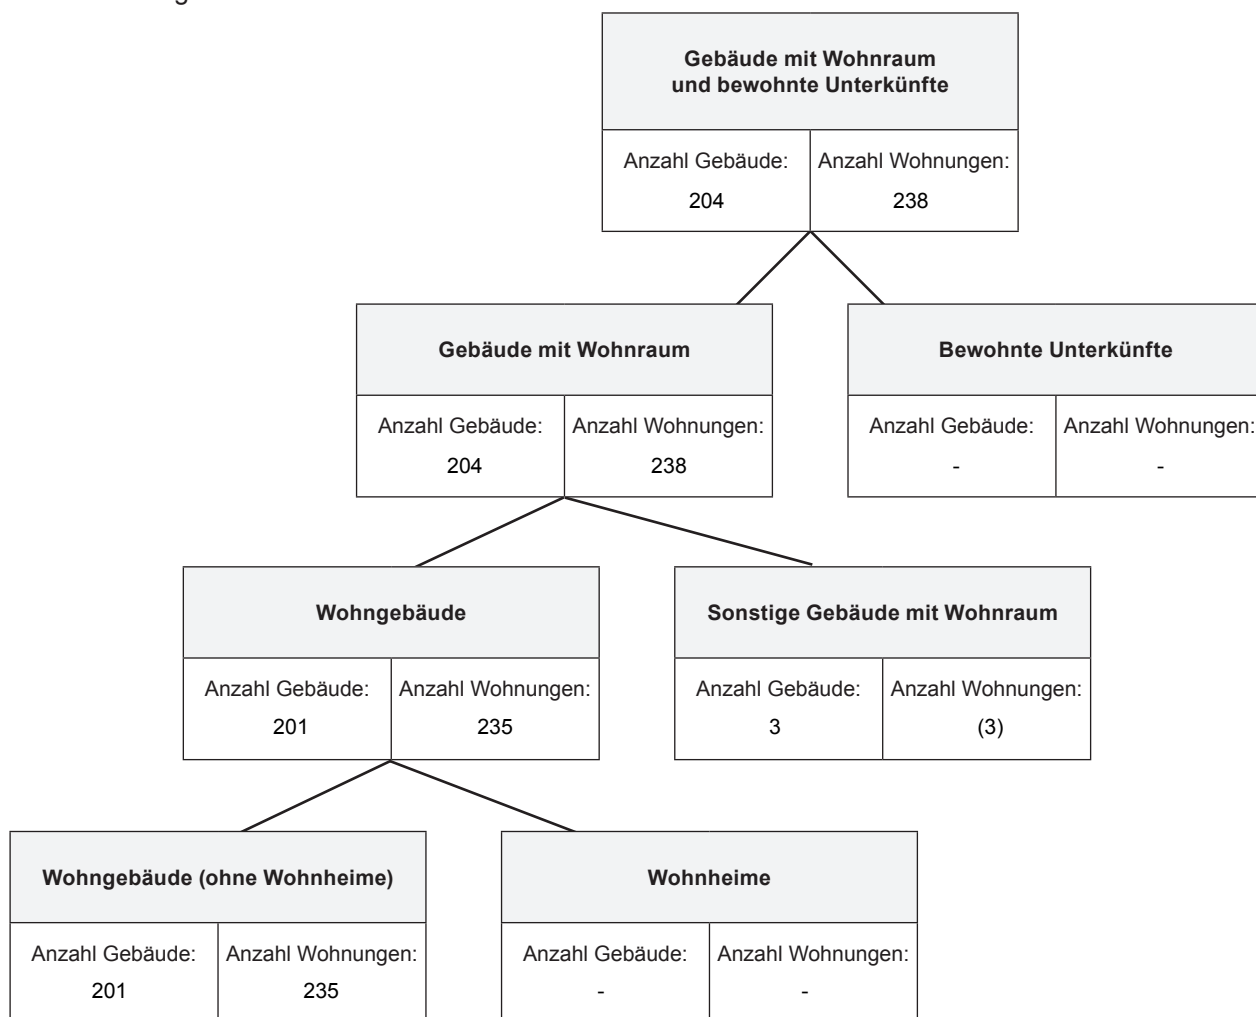 Gebäude mit Wohnraum
und bewohnte Unterkünfte
Anzahl Gebäude: Anzahl Wohnungen:
204 238
Gebäude mit Wohnraum Bewohnte Unterkünfte
Anzahl Gebäude: Anzahl Wohnungen: Anzahl Gebäude: Anzahl Wohnungen:
204 238 - -
Wohngebäude Sonstige Gebäude mit Wohnraum
Anzahl Gebäude: Anzahl Wohnungen: Anzahl Gebäude: Anzahl Wohnungen:
201 235 3 (3)
Wohngebäude (ohne Wohnheime) Wohnheime
Anzahl Gebäude: Anzahl Wohnungen: Anzahl Gebäude: Anzahl Wohnungen:
201 235 - -